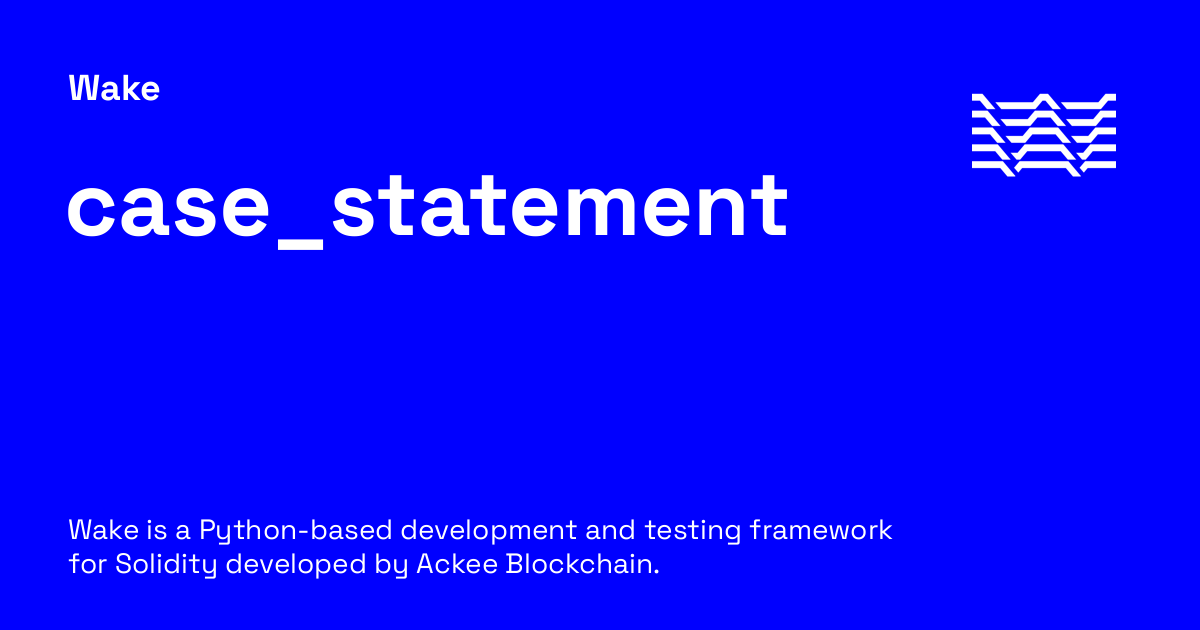 Wake
case_statement
Wake is a Python-based development and testing framework
for Solidity developed by Ackee Blockchain.